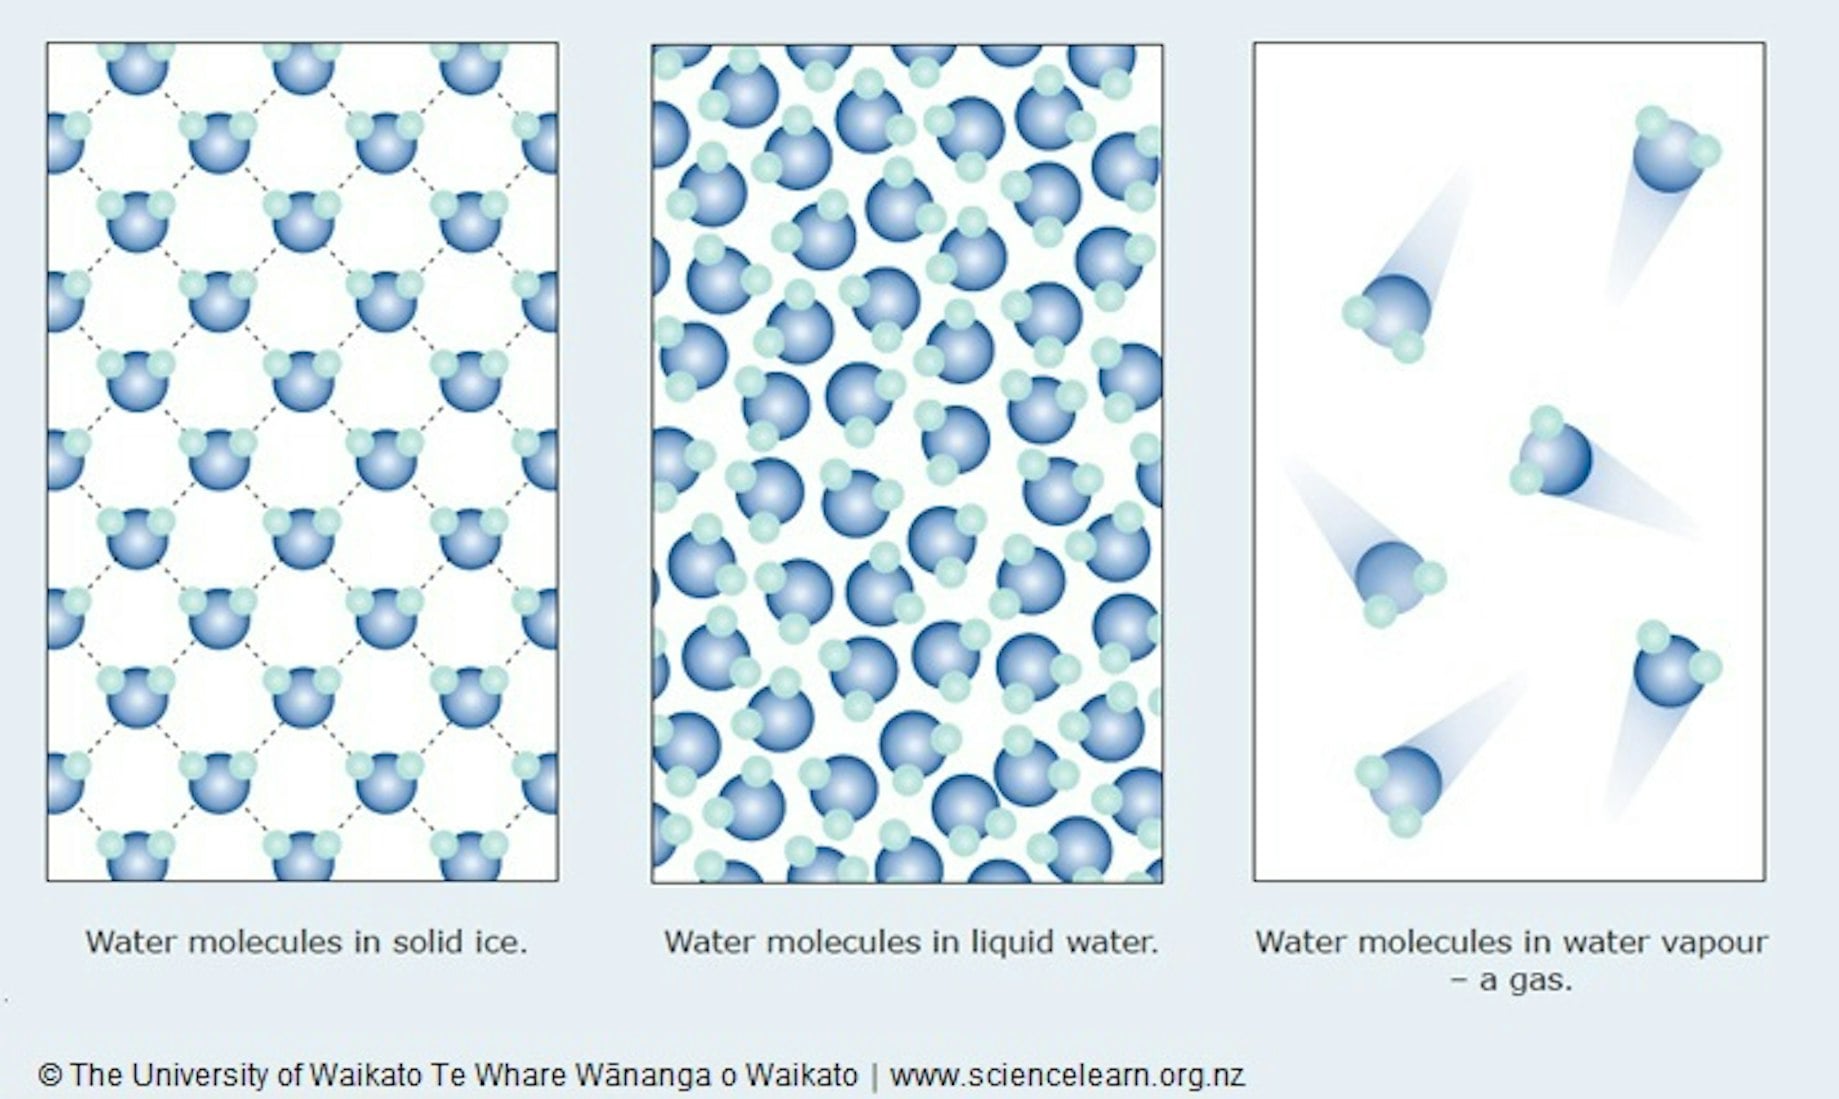 Water molecules in solid ice.
Water molecules in liquid water.
Water molecules in water vapour
– a gas.
© The University of Waikato Te Whare Wānanga o Waikato | www.sciencelearn.org.nz